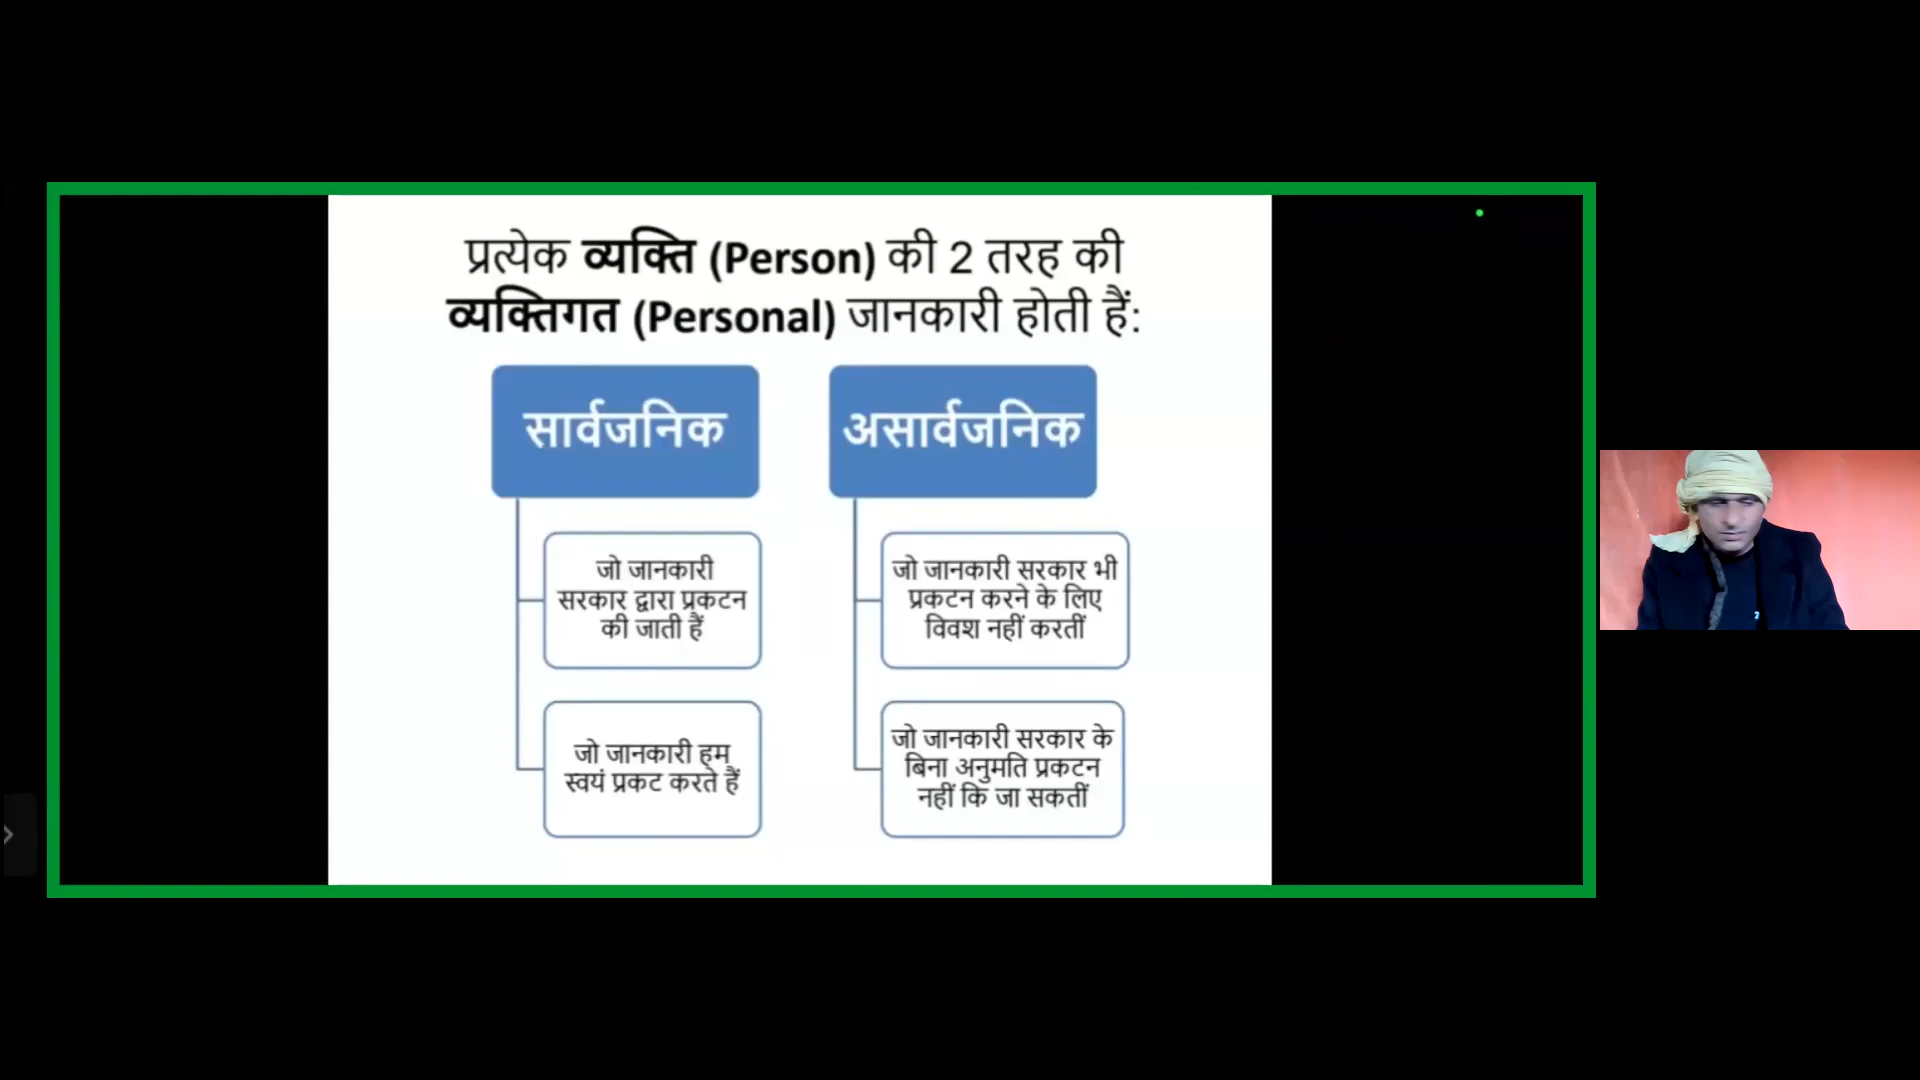 प्रत्येक व्यक्ति (Person) की 2 तरह की
व्यक्तिगत (Personal) जानकारी होती हैं:
सार्वजनिक
जो जानकारी
सरकार द्वारा प्रकटन
की जाती हैं
जो जानकारी हम
स्वयं प्रकट करते हैं
असार्वजनिक
जो जानकारी सरकार भी
प्रकटन करने के लिए
विवश नहीं करतीं
जो जानकारी सरकार के
बिना अनुमति प्रकटन
नहीं कि जा सकतीं